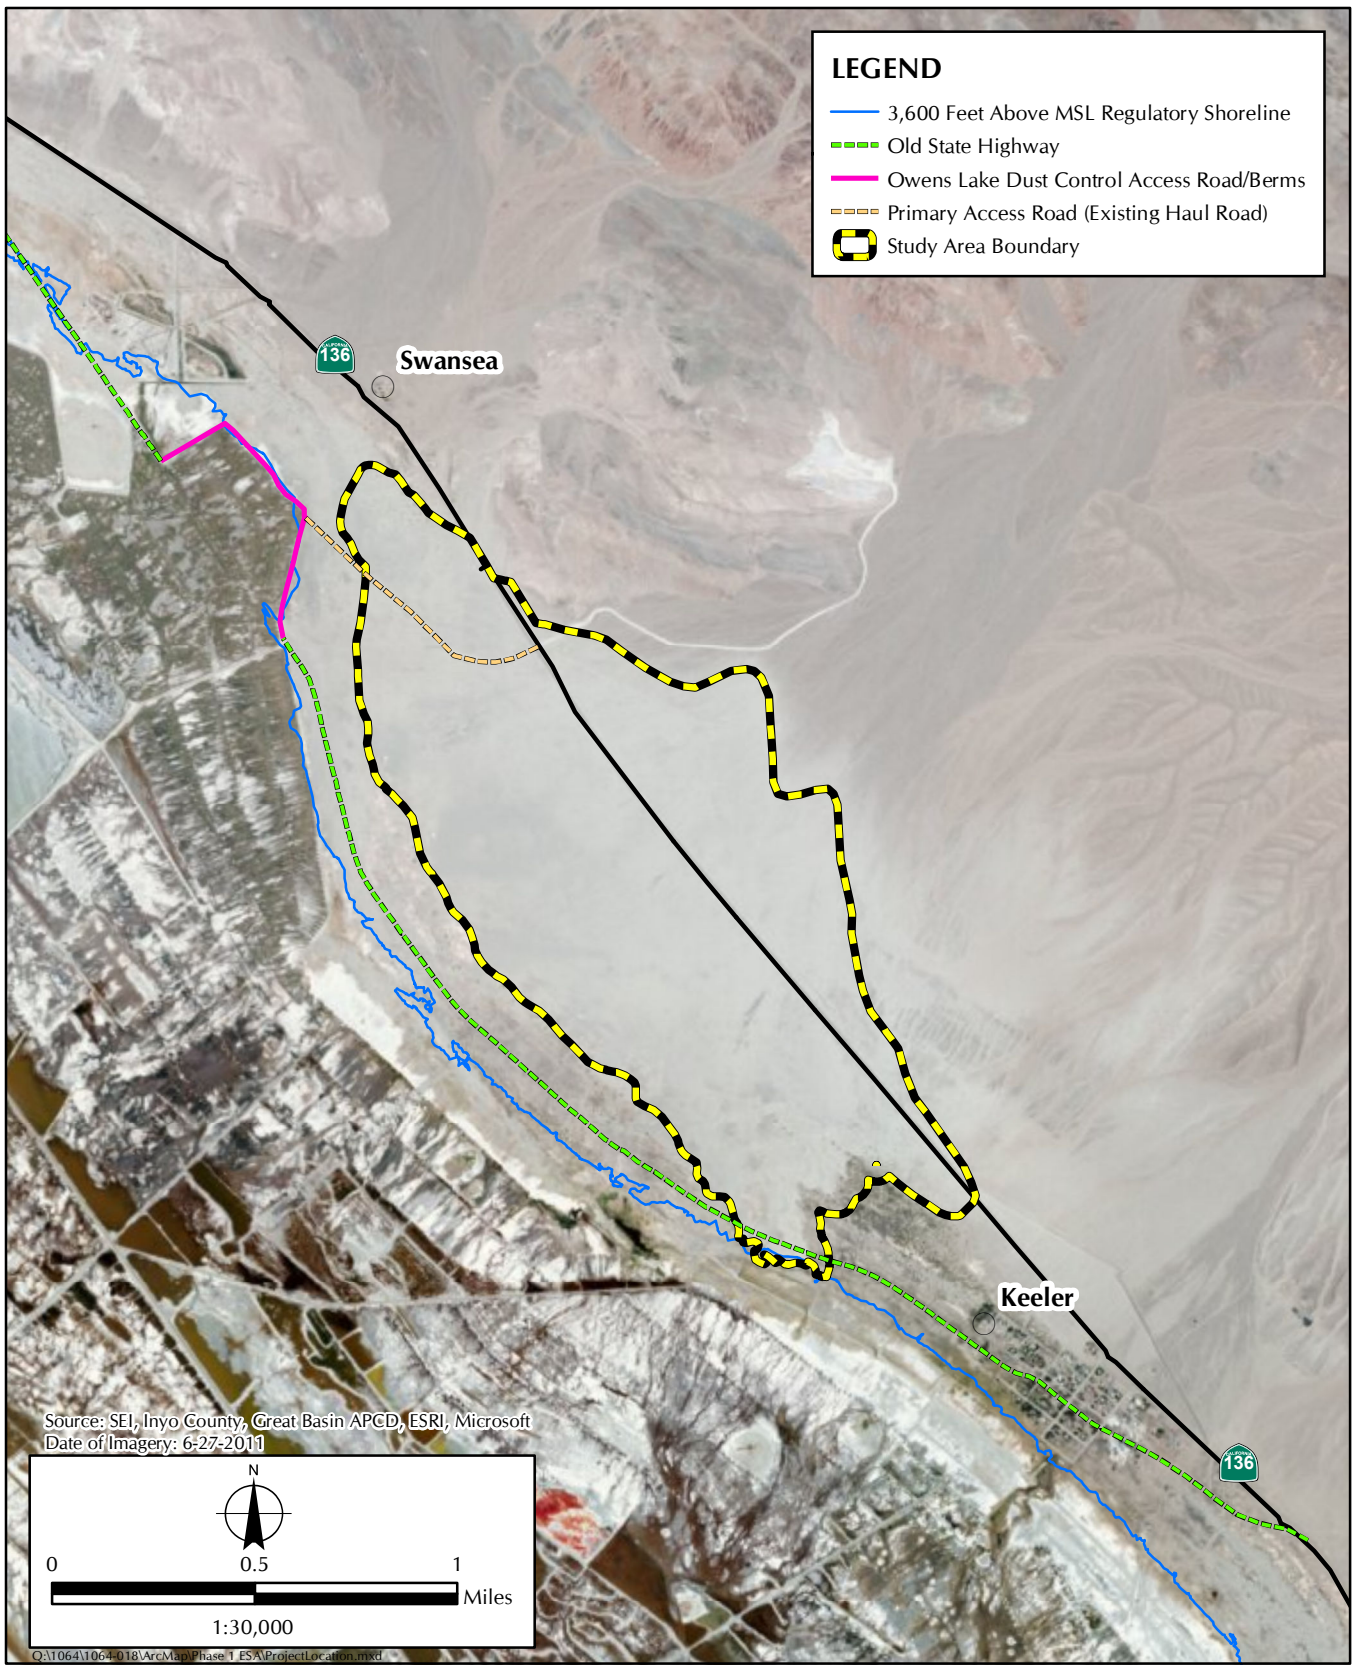 LEGEND
3,600 Feet Above MSL Regulatory Shoreline
Old State Highway
Owens Lake Dust Control Access Road/Berms
Primary Access Road (Existing Haul Road)
Study Area Boundary
CALIFORNIA
136
Swansea
Keeler
CALIFORNIA
136
Source: SEI, Inyo County, Great Basin APCD, ESRI, Microsoft
Date of Imagery: 6-27-2011
N
0 0.5 1
Miles
1:30,000
Q:\1064\1064-018\ArcMap\Phase 1 ESA\ProjectLocation.mxd